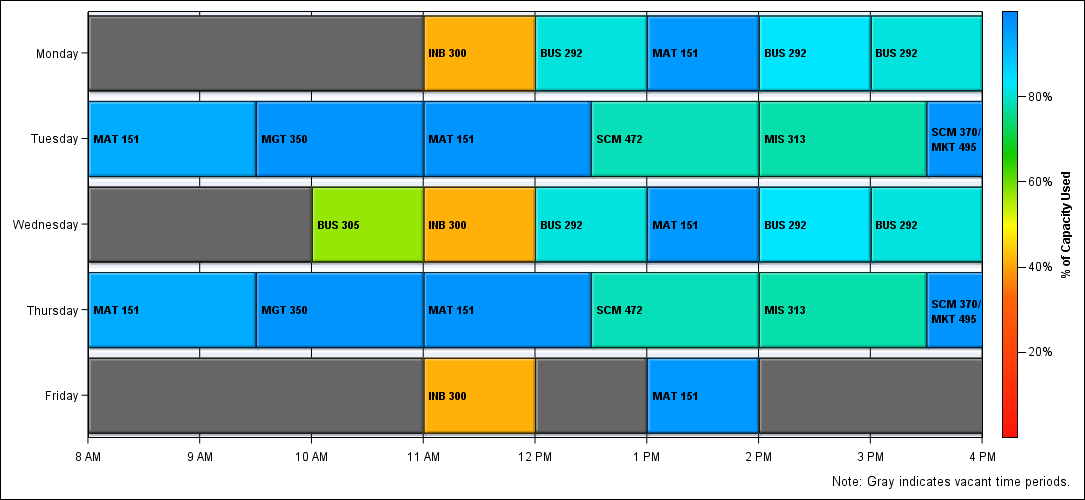 Monday
INB 300
BUS 292
MAT 151
BUS 292
BUS 292
Tuesday
MAT 151
MGT 350
MAT 151
SCM 472
MIS 313
SCM 370/
MKT 495
Wednesday
BUS 305
INB 300
BUS 292
MAT 151
BUS 292
BUS 292
Thursday
MAT 151
MGT 350
MAT 151
SCM 472
MIS 313
SCM 370/
MKT 495
Friday
INB 300
MAT 151
8 AM
9 AM
10 AM
11 AM
12 PM
1 PM
2 PM
3 PM
4 PM
80%
60%
40%
20%
% of Capacity Used
Note: Gray indicates vacant time periods.